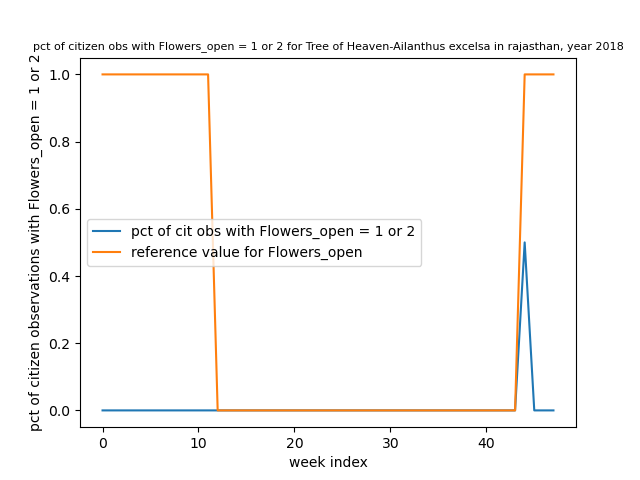 pct of citizen obs with Flowers_open = 1 or 2 for Tree of Heaven-Ailanthus excelsa in rajasthan, year 2018
pct of citizen observations with Flowers_open = 1 or 2
1.0
0.8
0.6
0.4
0.2
0.0
pct of cit obs with Flowers_open = 1 or 2
reference value for Flowers_open
0
10
20
30
40
week index